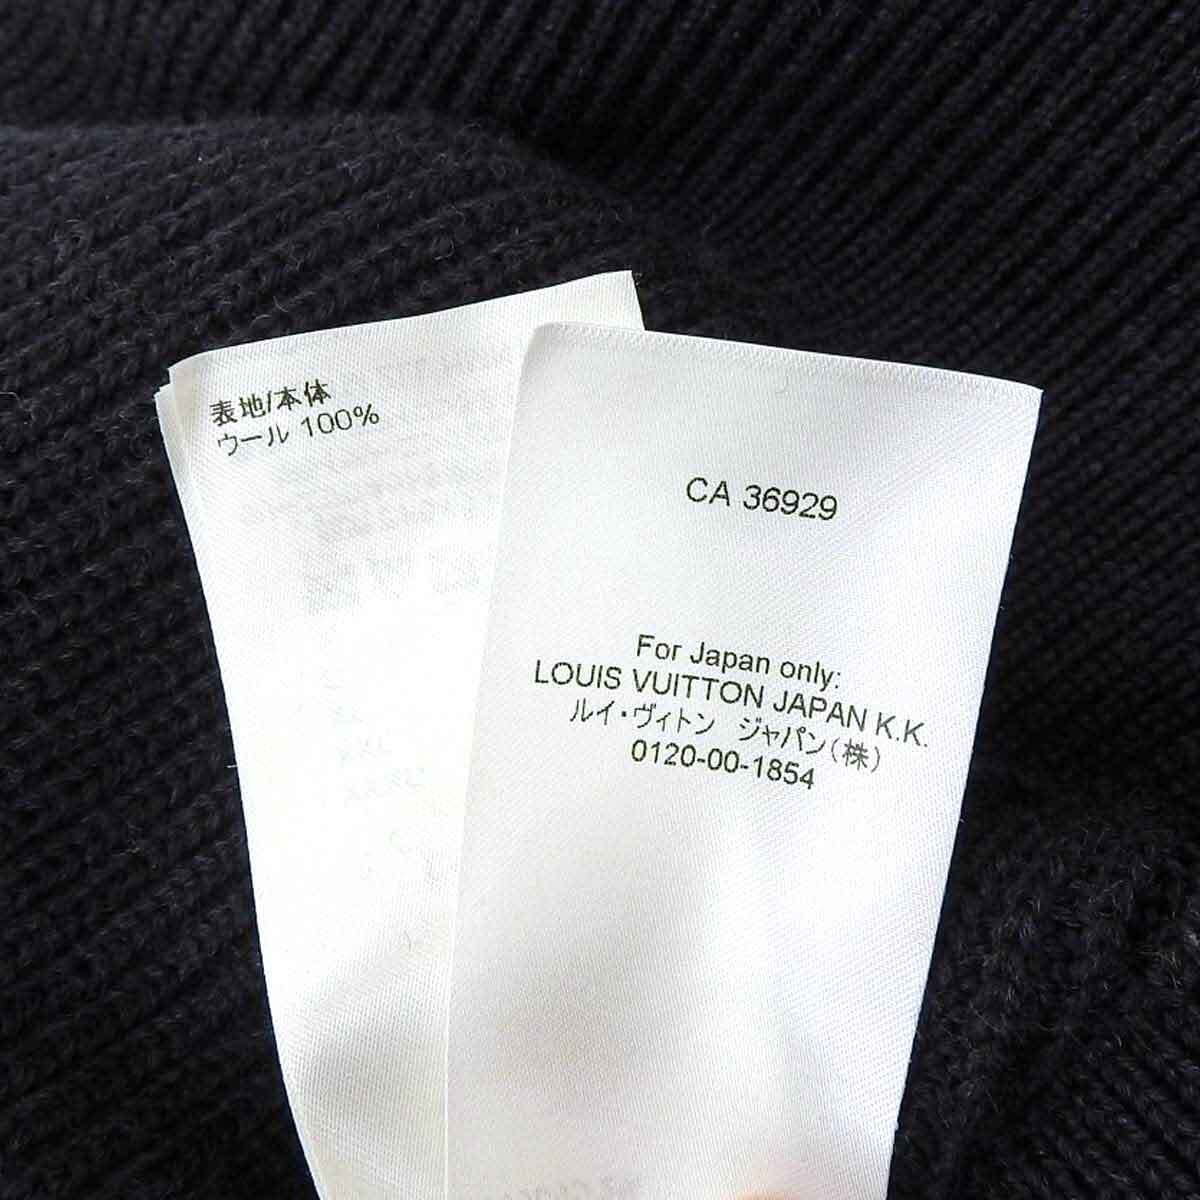 表地/本体
ウール 100%
CA 36929
For Japan only:
LOUIS VUITTON JAPAN K.K.
ルイ・ヴィトン ジャパン(株)
0120-00-1854